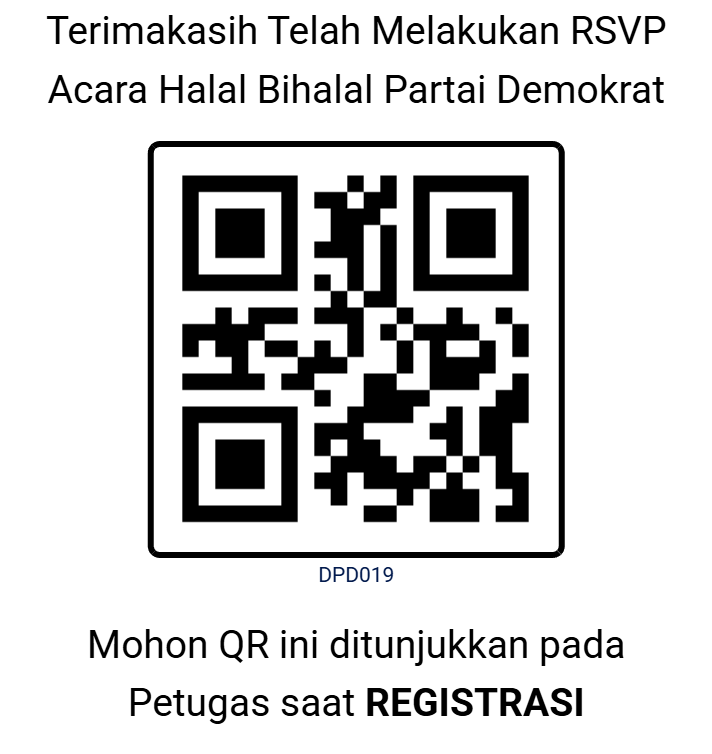 Terimakasih Telah Melakukan RSVP
Acara Halal Bihalal Partai Demokrat
DPD019
Mohon QR ini ditunjukkan pada
Petugas saat REGISTRASI